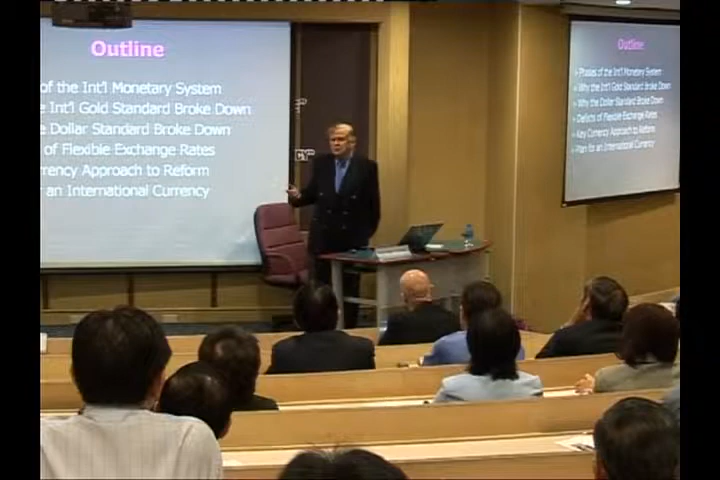 Outline
of the Int'l Monetary System
Int'l Gold Standard Broke Down
Dollar Standard Broke Down
of Flexible Exchange Rates
Approach to Reform
an International Currency
Outline
Phases of the Int'l Monetary System
Why the Int'l Gold Standard Broke Down
Why the Dollar Standard Broke Down
Deficits of Flexible Exchange Rates
Key Currency Approach to Reform
Plan for an International Currency